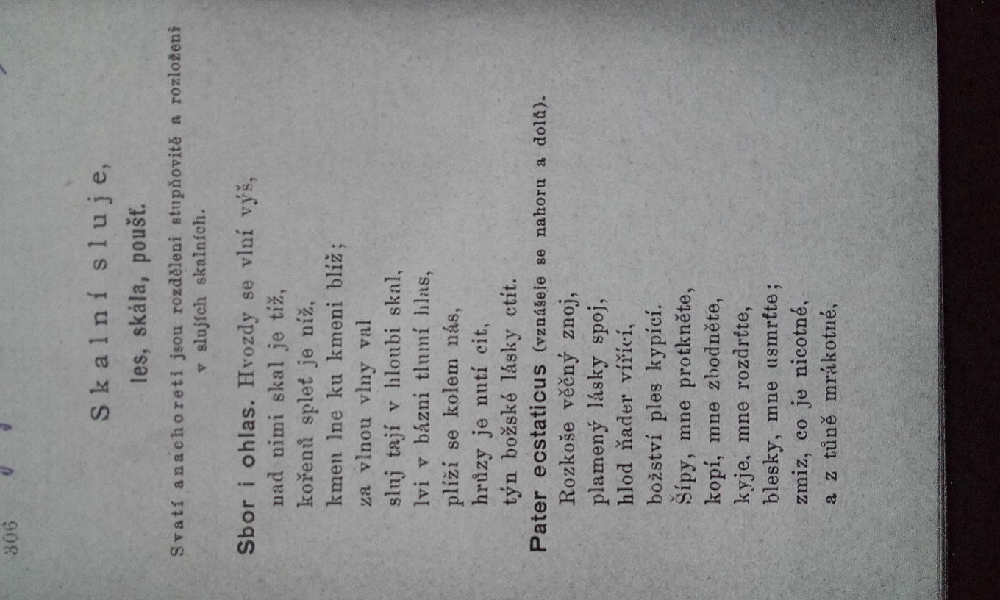 306
Skalní sluje,
les, skála, poušť.
Svatí anachoreti jsou rozděleni stupňovitě a rozloženi
v slujích skalních.
Sbor i ohlas. Hvozdy se vlní výš,
nad nimi skal je tíž,
kořenů spleť je níž,
kmen lne ku kmeni blíž;
za vlnou vlny val
sluj tají v hloubi skal,
lvi v bázni tlumí hlas,
plíží se kolem nás,
hrůzy je nutí cit,
týn božské lásky ctít.
Pater ecstaticus (vznášeje se nahoru a dolů).
Rozkoše věčný znoj,
plamený lásky spoj,
hlod ňader vířící,
božství ples kypící.
Šípy, mne protkněte,
kopí, mne zbodněte,
kyje, mne rozdrťte,
blesky, mne usmrťte;
zmiz, co je nicotné,
a z tůně mrákotné,